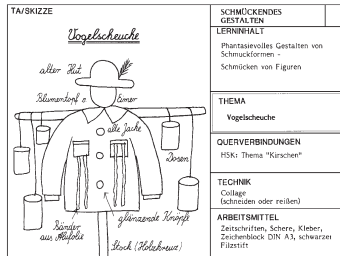 TA/SKIZZE
Vogelscheuche
alter Hut
Blumentopf o. Eimer
alte Jacke
Dosen
glänzende Knöpfe
Bänder
aus Alufolie
Stock (Holzkreuz)
SCHMÜCKENDES
GESTALTEN
LERNINHALT
Phantasievolles Gestalten von
Schmuckformen -
Schmücken von Figuren
THEMA
Vogelscheuche
QUERVERBINDUNGEN
HSK: Thema "Kirschen"
TECHNIK
Collage
(schneiden oder reißen)
ARBEITSMITTEL
Zeitschriften, Schere, Kleber,
Zeichenblock DIN A3, schwarzer
Filzstift